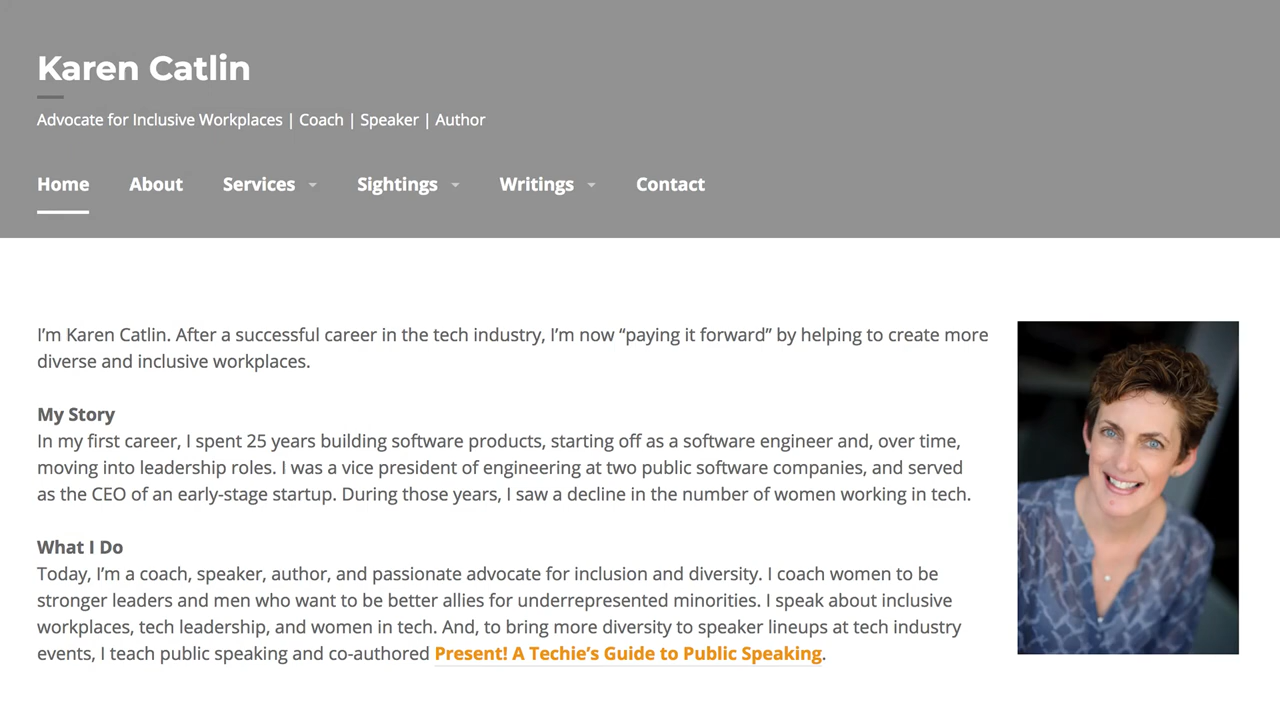 Karen Catlin
Advocate for Inclusive Workplaces | Coach | Speaker | Author
Home About Services Sightings Writings Contact
I’m Karen Catlin. After a successful career in the tech industry, I’m now “paying it forward” by helping to create more
diverse and inclusive workplaces.
My Story
In my first career, I spent 25 years building software products, starting off as a software engineer and, over time,
moving into leadership roles. I was a vice president of engineering at two public software companies, and served
as the CEO of an early-stage startup. During those years, I saw a decline in the number of women working in tech.
What I Do
Today, I’m a coach, speaker, author, and passionate advocate for inclusion and diversity. I coach women to be
stronger leaders and men who want to be better allies for underrepresented minorities. I speak about inclusive
workplaces, tech leadership, and women in tech. And, to bring more diversity to speaker lineups at tech industry
events, I teach public speaking and co-authored Present! A Techie’s Guide to Public Speaking.